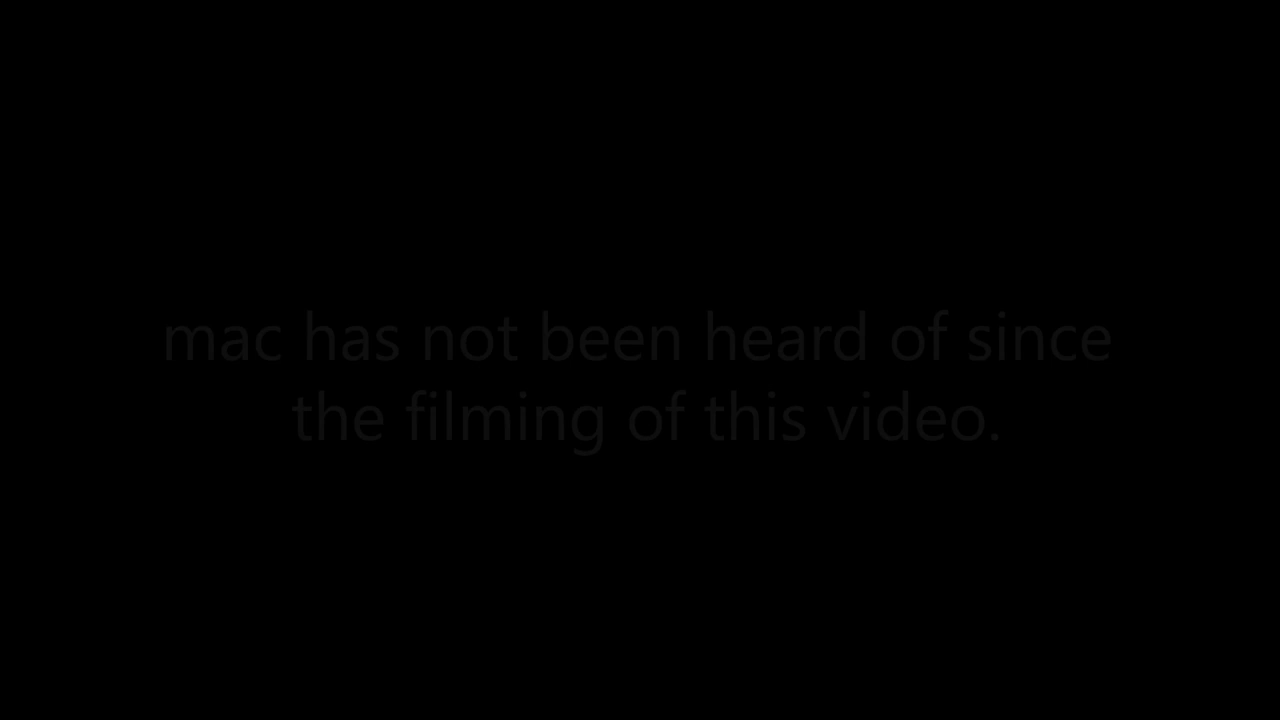 mac has not been heard of since
the filming of this video.